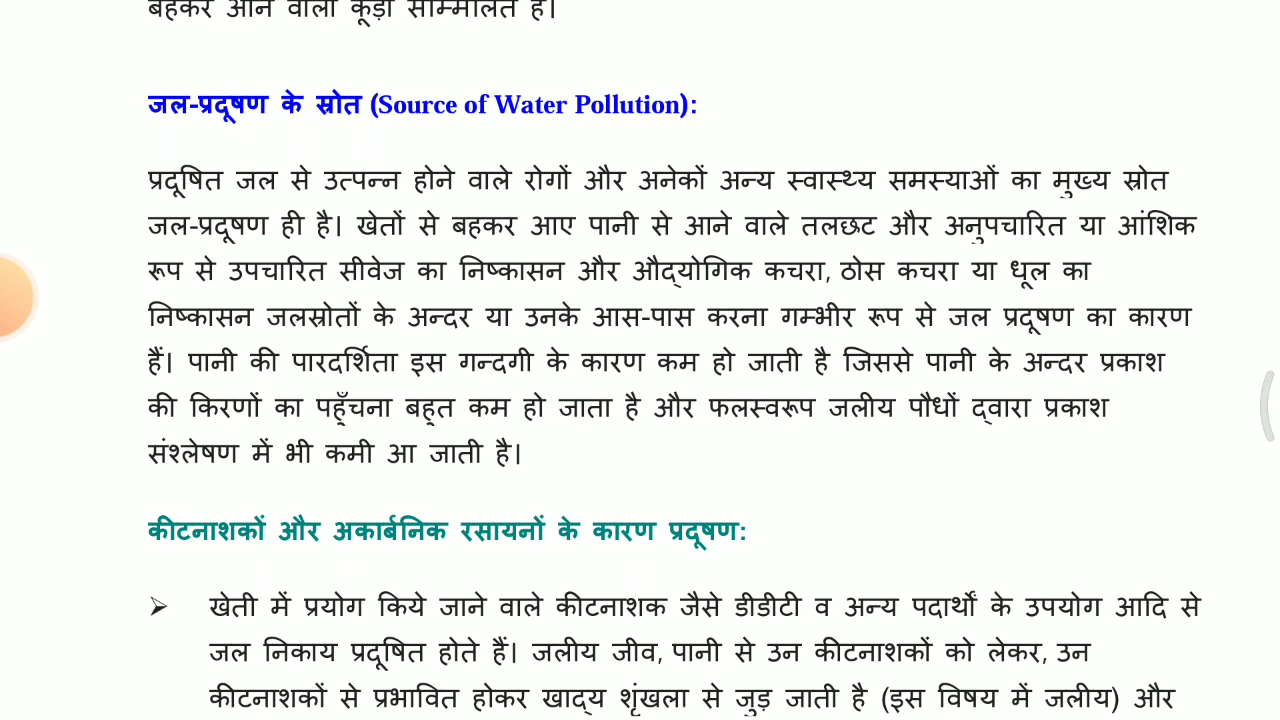 बहकर आने वाला कूड़ा सम्मिलित है।
जल-प्रदूषण के स्रोत (Source of Water Pollution):
प्रदूषित जल से उत्पन्न होने वाले रोगों और अनेकों अन्य स्वास्थ्य समस्याओं का मुख्य स्रोत
जल-प्रदूषण ही है। खेतों से बहकर आए पानी से आने वाले तलछट और अनुपचारित या आंशिक
रूप से उपचारित सीवेज का निष्कासन और औद्योगिक कचरा, ठोस कचरा या धूल का
निष्कासन जलस्रोतों के अन्दर या उनके आस-पास करना गम्भीर रूप से जल प्रदूषण का कारण
हैं। पानी की पारदर्शिता इस गन्दगी के कारण कम हो जाती है जिससे पानी के अन्दर प्रकाश
की किरणों का पहुँचना बहुत कम हो जाता है और फलस्वरूप जलीय पौधों द्वारा प्रकाश
संश्लेषण में भी कमी आ जाती है।
कीटनाशकों और अकार्बनिक रसायनों के कारण प्रदूषण:
➢ खेती में प्रयोग किये जाने वाले कीटनाशक जैसे डीडीटी व अन्य पदार्थों के उपयोग आदि से
जल निकाय प्रदूषित होते हैं। जलीय जीव, पानी से उन कीटनाशकों को लेकर, उन
कीटनाशकों से प्रभावित होकर खाद्य शृंखला से जुड़ जाती है (इस विषय में जलीय) और